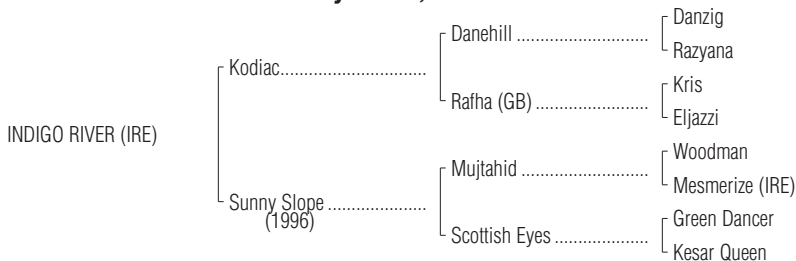 Danzig
Danehill ................................
Razyana
Kodiac..............................
Kris
Rafha (GB) ...........................
Eljazzi
INDIGO RIVER (IRE)
Woodman
Mujtahid ..............................
Mesmerize (IRE)
Sunny Slope ....................
(1996)
Green Dancer
Scottish Eyes ......................
Kesar Queen